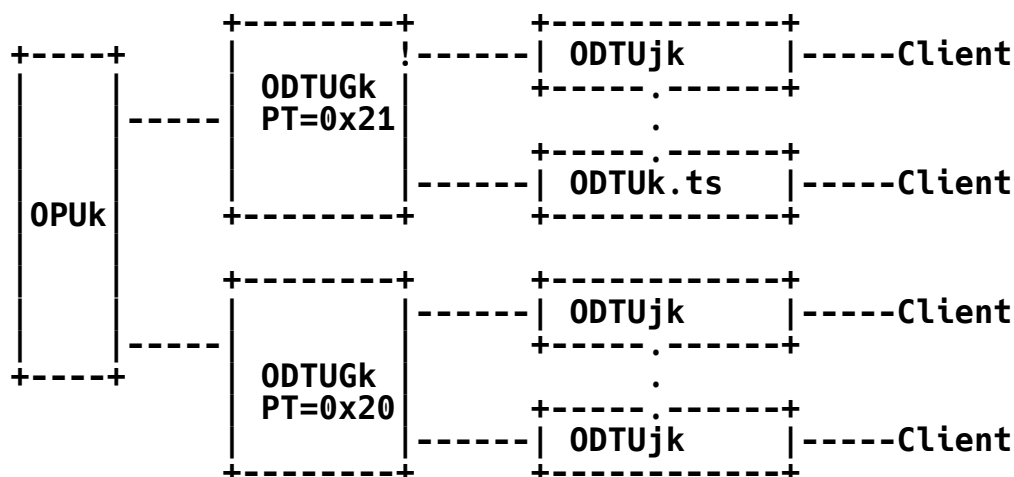 ODTUjk Client
ODTUGk
PT=0x21
ODTUk.ts Client
OPUk
ODTUjk Client
ODTUGk
PT=0x20
ODTUjk Client